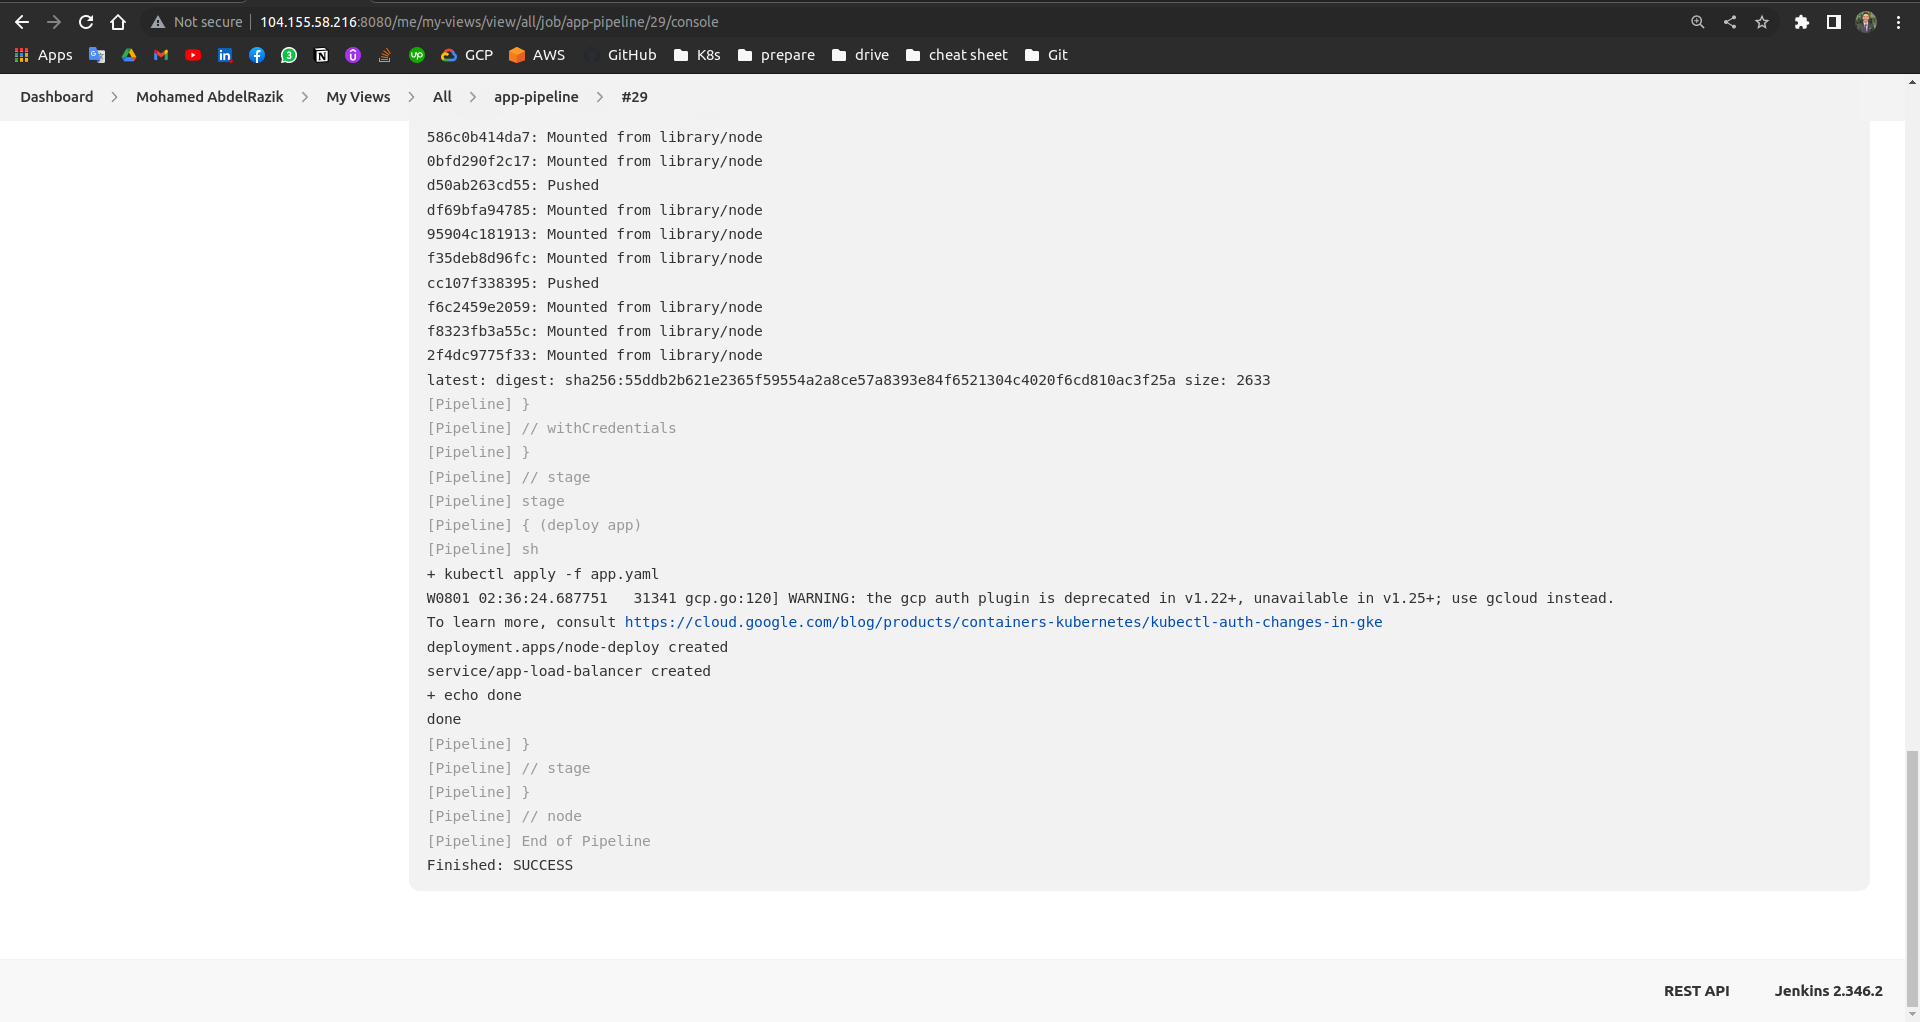 Not secure | 104.155.58.216:8080/me/my-views/view/all/job/app-pipeline/29/console
Apps GCP AWS GitHub K8s prepare drive cheat sheet Git
Dashboard > Mohamed AbdelRazik > My Views > All > app-pipeline > #29
586c0b414da7: Mounted from library/node
0bfd290f2c17: Mounted from library/node
d50ab263cd55: Pushed
df69bfa94785: Mounted from library/node
95904c181913: Mounted from library/node
f35deb8d96fc: Mounted from library/node
cc107f338395: Pushed
f6c2459e2059: Mounted from library/node
f8323fb3a55c: Mounted from library/node
2f4dc9775f33: Mounted from library/node
latest: digest: sha256:55ddb2b621e2365f59554a2a8ce57a8393e84f6521304c4020f6cd810ac3f25a size: 2633
[Pipeline] }
[Pipeline] // withCredentials
[Pipeline] }
[Pipeline] // stage
[Pipeline] stage
[Pipeline] { (deploy app)
[Pipeline] sh
+ kubectl apply -f app.yaml
W0801 02:36:24.687751   31341 gcp.go:120] WARNING: the gcp auth plugin is deprecated in v1.22+, unavailable in v1.25+; use gcloud instead.
To learn more, consult https://cloud.google.com/blog/products/containers-kubernetes/kubectl-auth-changes-in-gke
deployment.apps/node-deploy created
service/app-load-balancer created
+ echo done
done
[Pipeline] }
[Pipeline] // stage
[Pipeline] }
[Pipeline] // node
[Pipeline] End of Pipeline
Finished: SUCCESS
REST API Jenkins 2.346.2